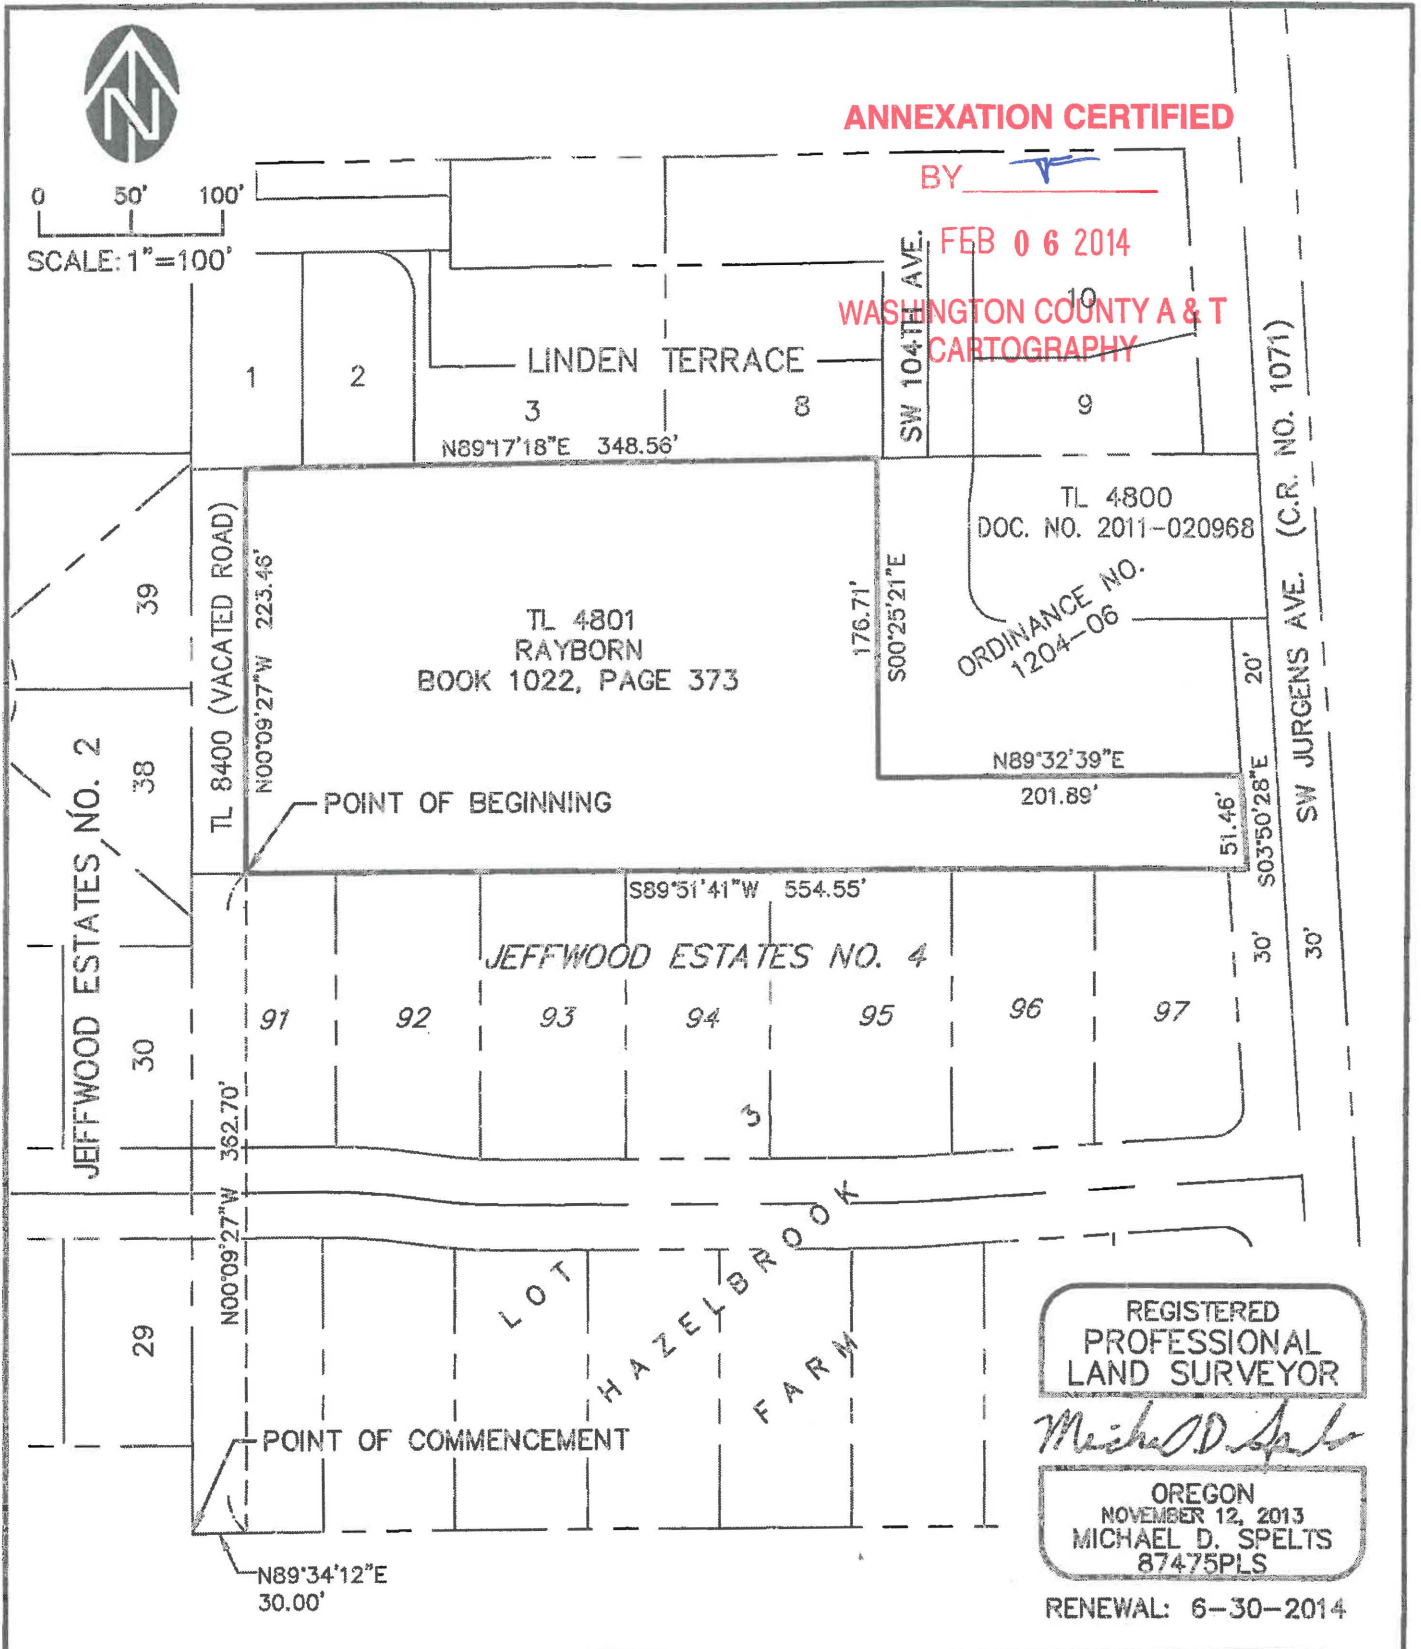 N
0 50' 100'
SCALE: 1"=100'
ANNEXATION CERTIFIED
BY
FEB 06 2014
WASHINGTON COUNTY A & T
CARTOGRAPHY
SW 104TH AVE.
10
1
2
LINDEN TERRACE
3
8
9
N89°17'18"E 348.56'
TL 4800
DOC. NO. 2011-020968
ORDINANCE NO.
1204-06
SW JURGENS AVE. (C.R. NO. 1071)
39
TL 8400 (VACATED ROAD)
N00°09'27"W 223.46'
TL 4801
RAYBORN
BOOK 1022, PAGE 373
176.71'
S00°25'21"E
20'
38
JEFFWOOD ESTATES NO. 2
POINT OF BEGINNING
N89°32'39"E
201.89'
51.46'
S03°50'28"E
S89°51'41"W 554.55'
JEFFWOOD ESTATES NO. 4
30'
30'
91
92
93
94
95
96
97
30
3
N00°09'27"W 362.70'
LOT
HAZELBROOK
FARM
29
POINT OF COMMENCEMENT
N89°34'12"E
30.00'
REGISTERED
PROFESSIONAL
LAND SURVEYOR
Michael D. Spelts
OREGON
NOVEMBER 12, 2013
MICHAEL D. SPELTS
87475PLS
RENEWAL: 6-30-2014